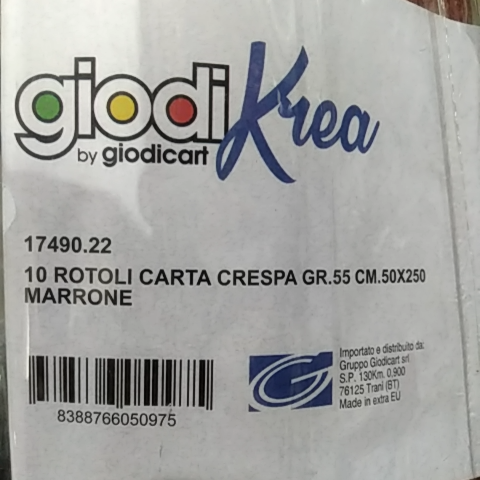 giodi Krea
by giodicart
17490.22
10 ROTOLI CARTA CRESPA GR.55 CM.50X250
MARRONE
8388766050975
Importato e distribuito da:
Gruppo Giodicart srl
S.P. 130Km. 0,900
76125 Trani (BT)
Made in extra EU